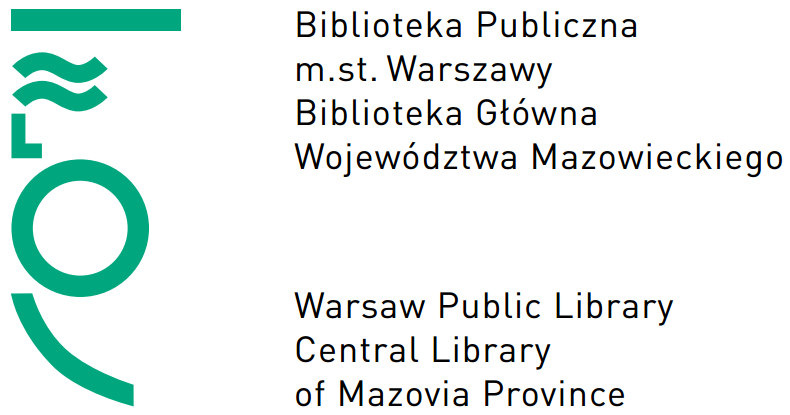 Biblioteka Publiczna
m.st. Warszawy
Biblioteka Główna
Województwa Mazowieckiego
Warsaw Public Library
Central Library
of Mazovia Province